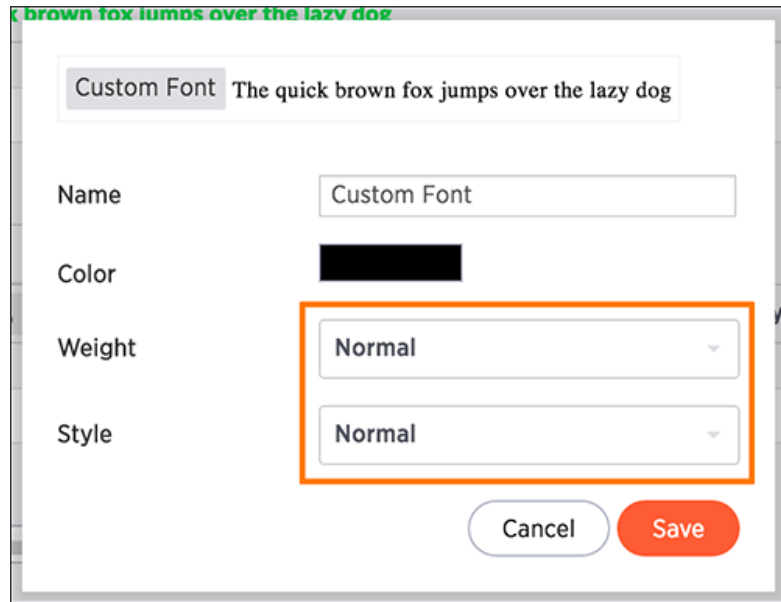 brown fox jumps over the lazy dog
Custom Font The quick brown fox jumps over the lazy dog
Name Custom Font
Color
Weight Normal
Style Normal
Cancel Save